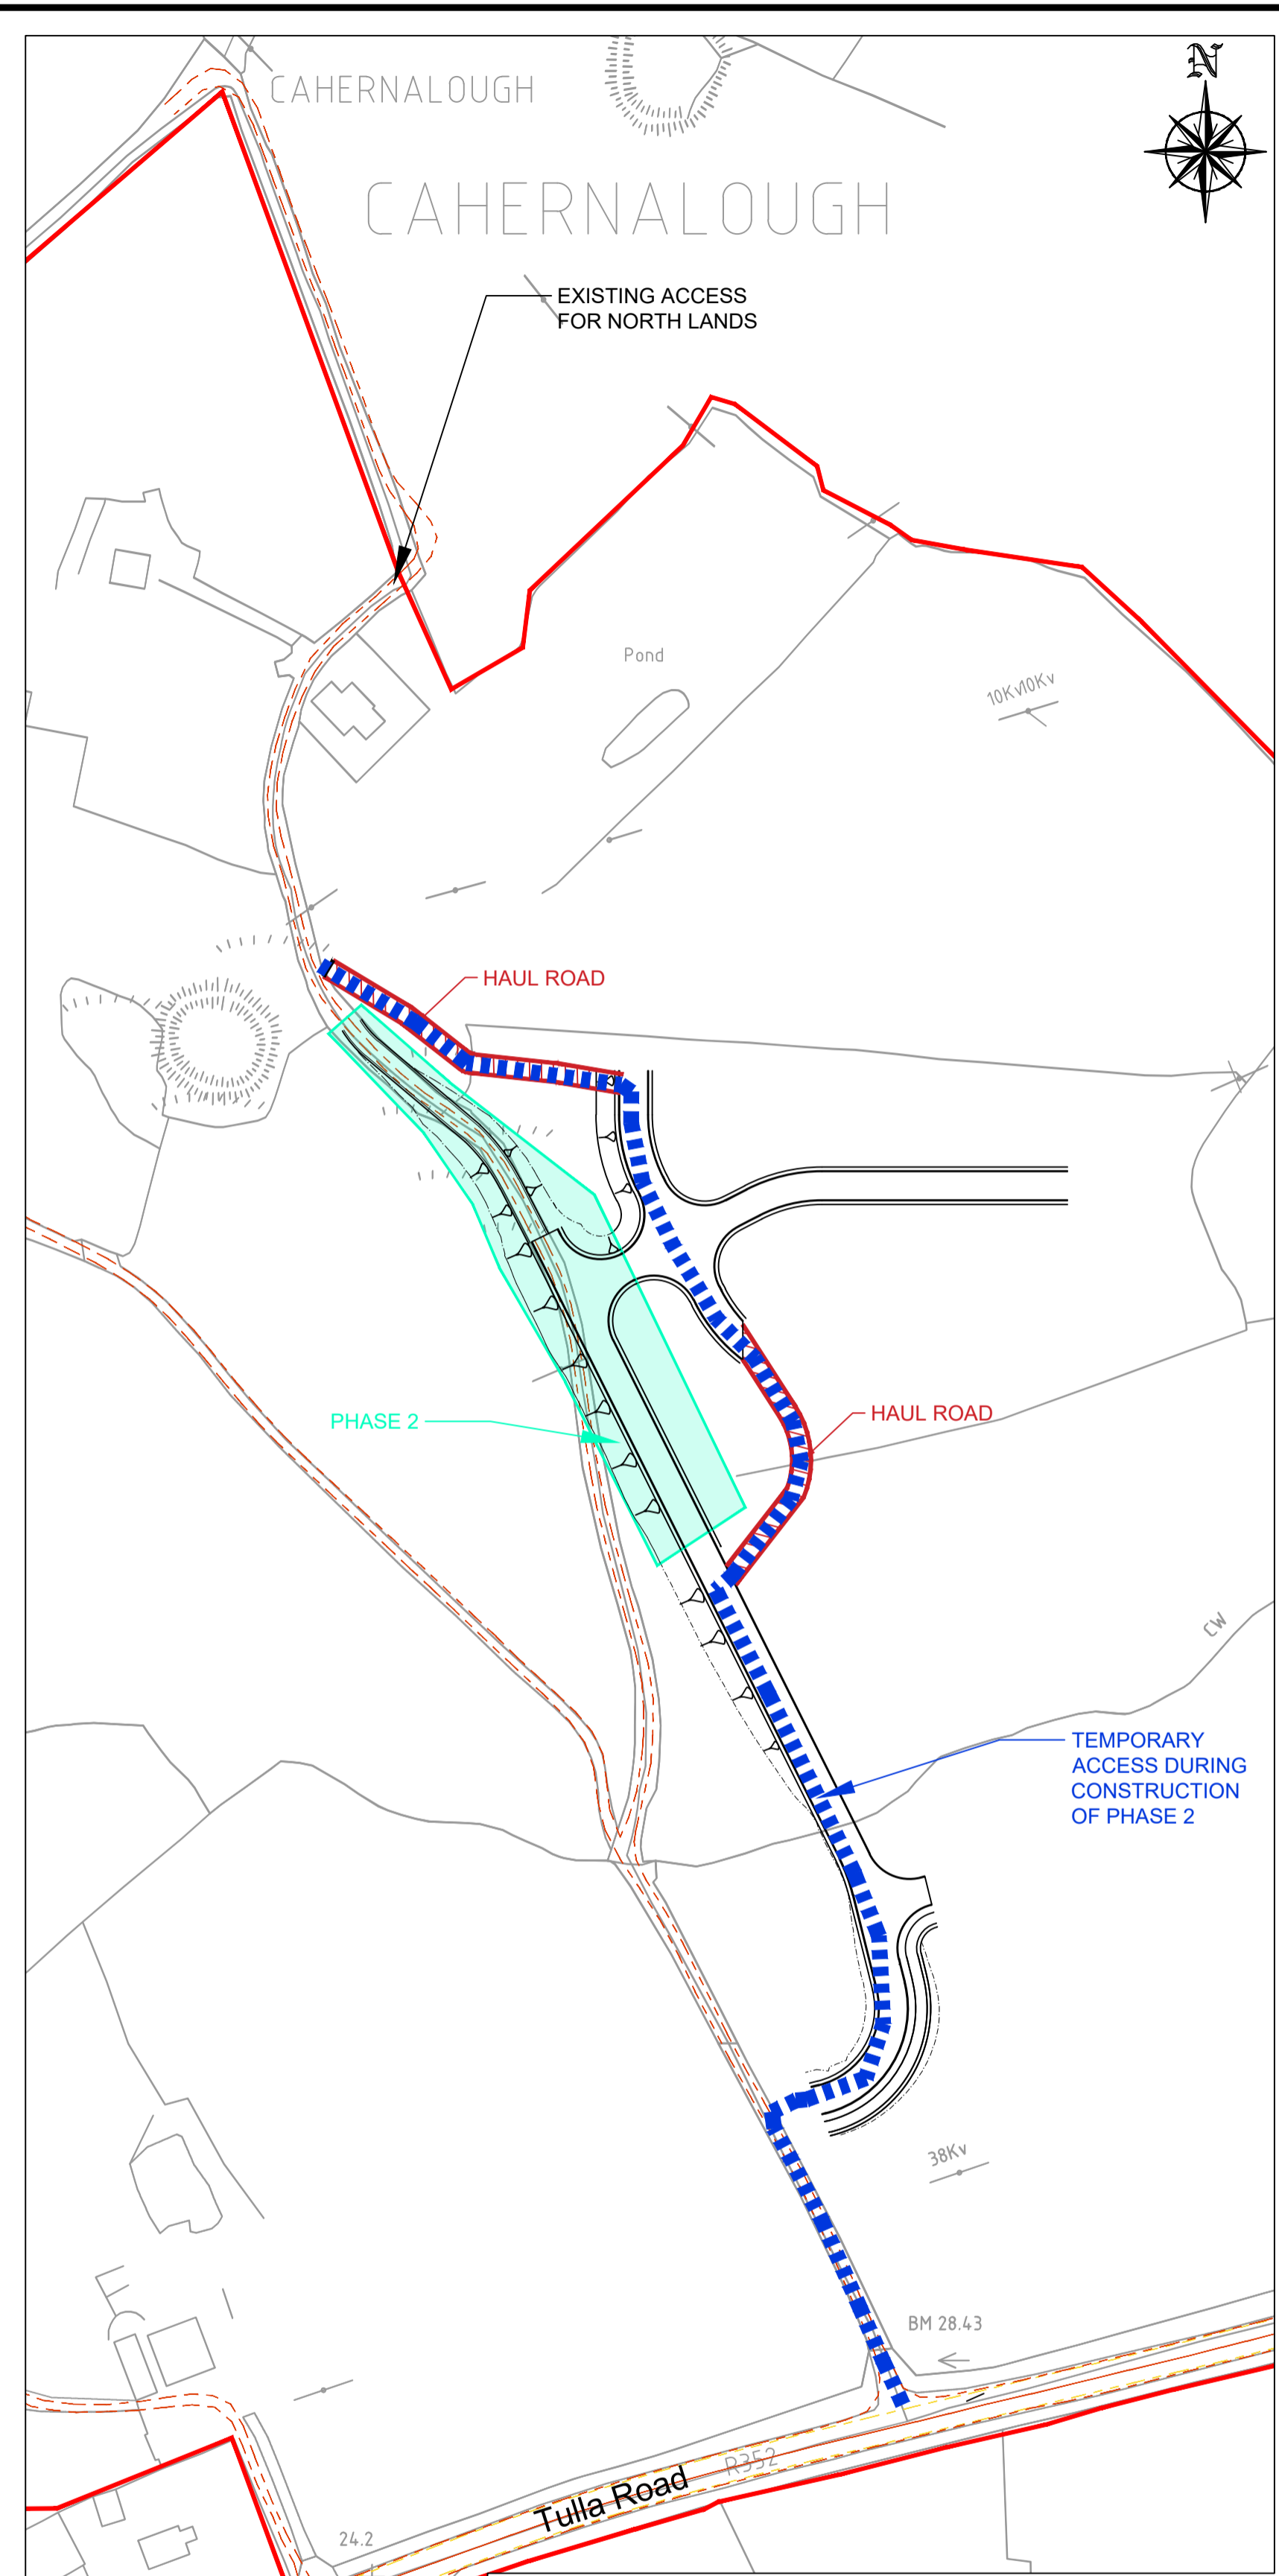 N
CAHERNALOUGH
CAHERNALOUGH
EXISTING ACCESS
FOR NORTH LANDS
Pond
10Kv10Kv
HAUL ROAD
HAUL ROAD
PHASE 2
CW
TEMPORARY
ACCESS DURING
CONSTRUCTION
OF PHASE 2
38Kv
BM 28.43
R352
Tulla Road
24.2